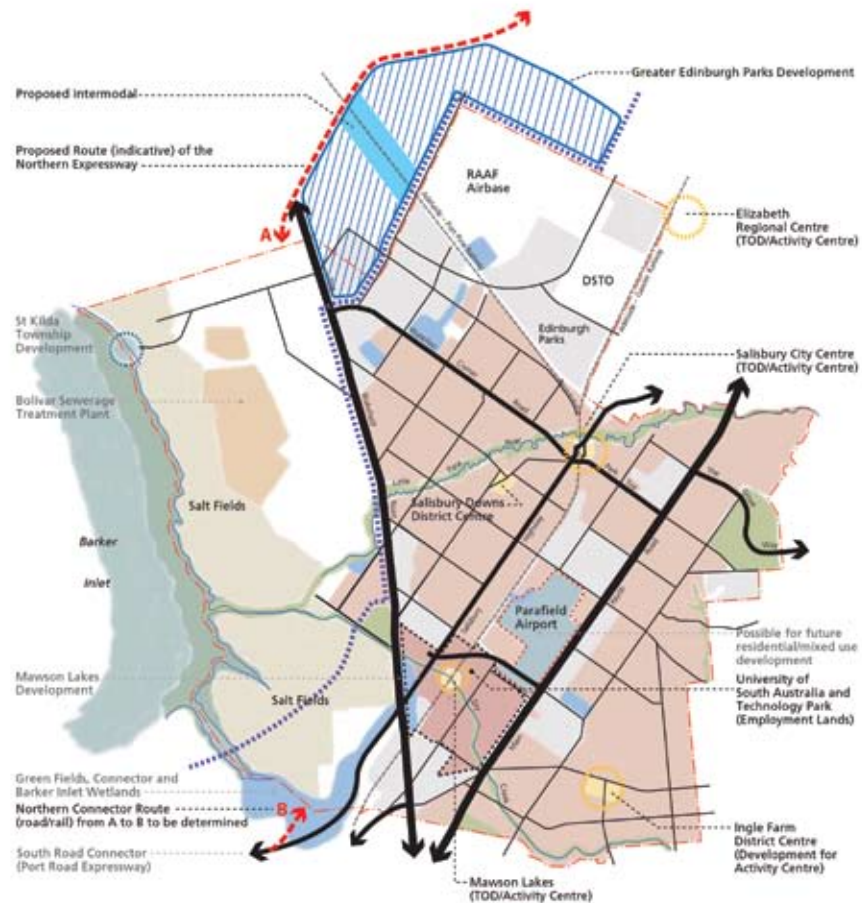 Greater Edinburgh Parks Development
Proposed Intermodal
Proposed Route (indicative) of the
Northern Expressway
RAAF
Airbase
A
Elizabeth
Regional Centre
(TOD/Activity Centre)
DSTO
St Kilda
Township
Development
Edinburgh
Parks
Salisbury City Centre
(TOD/Activity Centre)
Bolivar Sewerage
Treatment Plant
Salt Fields
Salisbury Downs
District Centre
Barker
Inlet
Parafield
Airport
Possible for future
residential/mixed use
development
Mawson Lakes
Development
Salt Fields
University of
South Australia and
Technology Park
(Employment Lands)
Green Fields, Connector and
Barker Inlet Wetlands
Northern Connector Route
(road/rail) from A to B to be determined
B
South Road Connector
(Port Road Expressway)
Ingle Farm
District Centre
(Development for
Activity Centre)
Mawson Lakes
(TOD/Activity Centre)